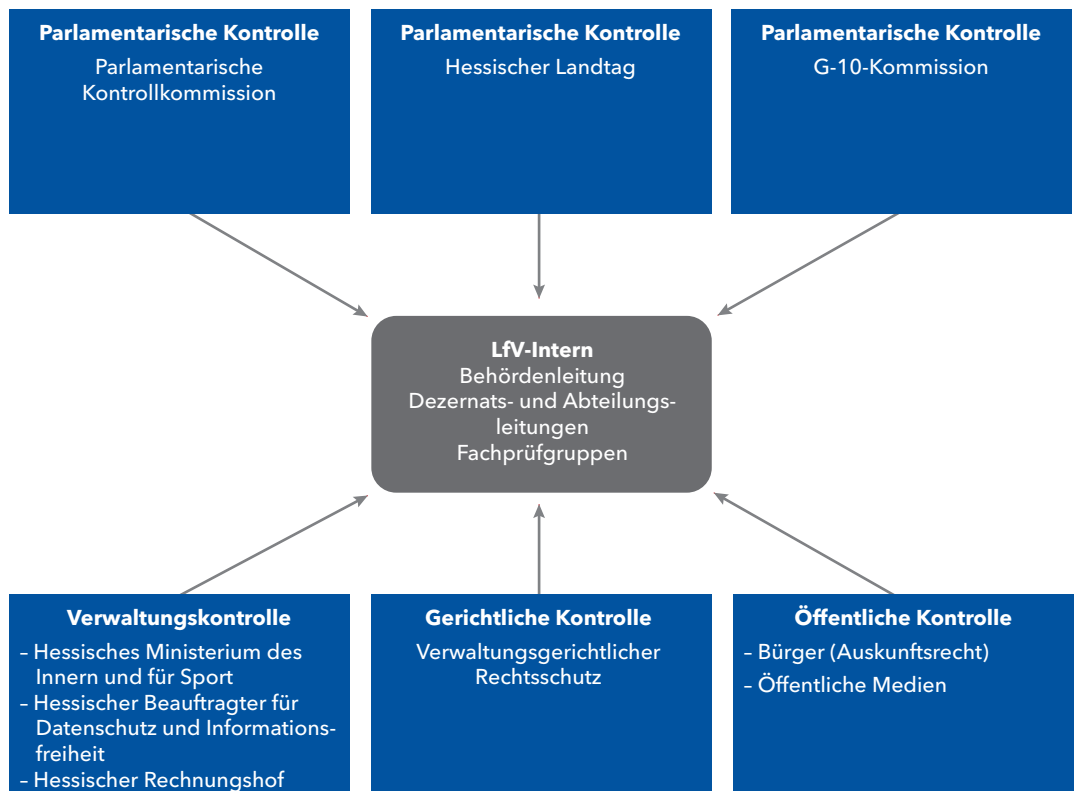 Parlamentarische Kontrolle
Parlamentarische
Kontrollkommission
Parlamentarische Kontrolle
Hessischer Landtag
Parlamentarische Kontrolle
G-10-Kommission
LfV-Intern
Behördenleitung
Dezernats- und Abteilungs-
leitungen
Fachprüfgruppen
Verwaltungskontrolle
– Hessisches Ministerium des
Innern und für Sport
– Hessischer Beauftragter für
Datenschutz und Informations-
freiheit
– Hessischer Rechnungshof
Gerichtliche Kontrolle
Verwaltungsgerichtlicher
Rechtsschutz
Öffentliche Kontrolle
– Bürger (Auskunftsrecht)
– Öffentliche Medien